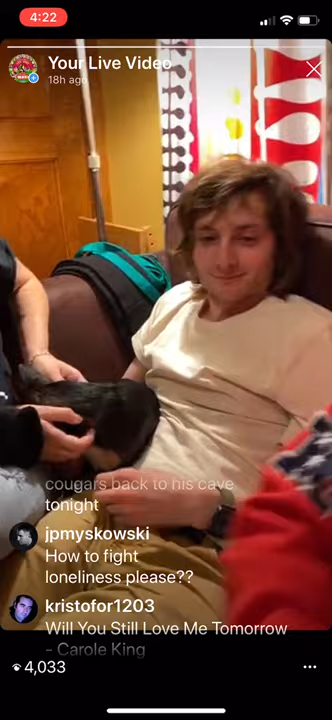 4:22
Your Live Video
18h ago
cougars back to his cave
tonight
jpmyskowski
How to fight
loneliness please??
kristofor1203
Will You Still Love Me Tomorrow
- Carole King
4,033